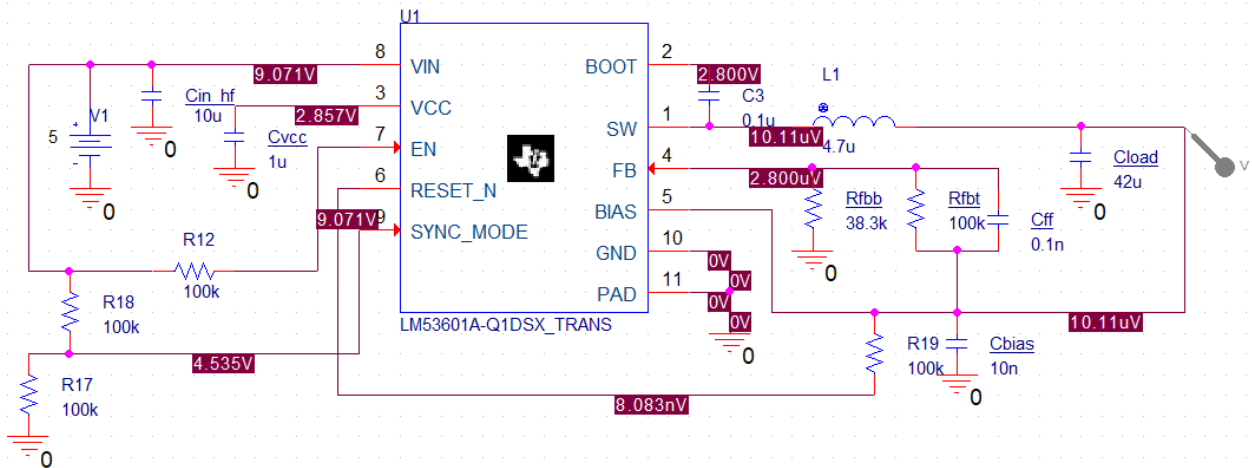 U1
8
VIN
BOOT
2
9.071V
2.800V
L1
Cin_hf
10u
V1
5
3
VCC
2.857V
C3
0.1u
SW
1
10.11uV
4.7u
0
Cvcc
1u
7
EN
FB
4
2.800uV
Cload
42u
V
0
0
6
RESET_N
BIAS
5
Rfbb
38.3k
Rfbt
100k
Cff
0.1n
0
0
9.071V
9
SYNC_MODE
R12
100k
GND
10
0V
0V
0
PAD
11
0V
0V
R18
100k
LM53601A-Q1DSX_TRANS
10.11uV
0
R19
100k
Cbias
10n
4.535V
R17
100k
8.083nV
0
0